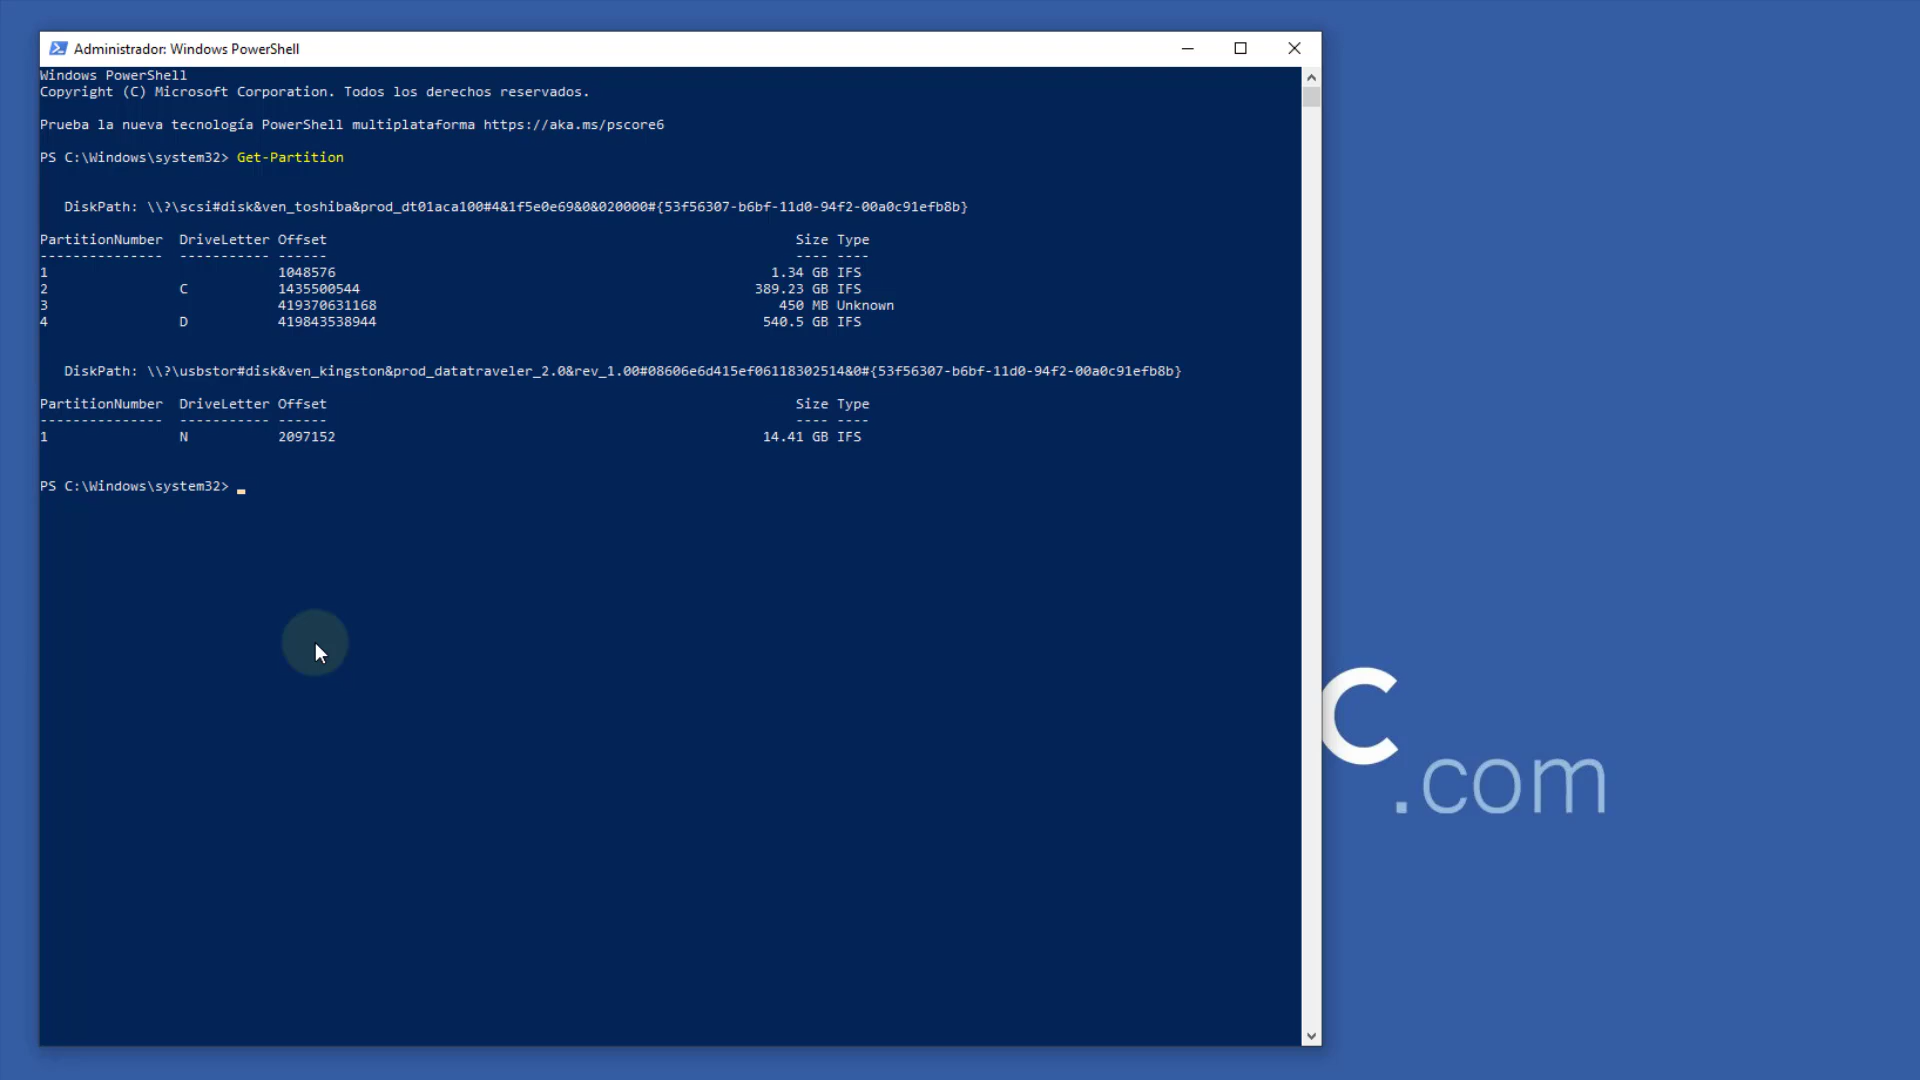 Administrador: Windows PowerShell
Windows PowerShell
Copyright (C) Microsoft Corporation. Todos los derechos reservados.
Prueba la nueva tecnología PowerShell multiplataforma https://aka.ms/pscore6
PS C:\Windows\system32> Get-Partition
DiskPath: \\?\scsi#disk&ven_toshiba&prod_dt01aca100#4&1f5e0e69&0&020000#{53f56307-b6bf-11d0-94f2-00a0c91efb8b}
PartitionNumber  DriveLetter Offset                                                         Size Type
---------------  ----------- ------                                                         ---- ----
1                            1048576                                                     1.34 GB IFS
2                C           1435500544                                                389.23 GB IFS
3                            419370631168                                                 450 MB Unknown
4                D           419843538944                                               540.5 GB IFS
DiskPath: \\?\usbstor#disk&ven_kingston&prod_datatraveler_2.0&rev_1.00#08606e6d415ef06118302514&0#{53f56307-b6bf-11d0-94f2-00a0c91efb8b}
PartitionNumber  DriveLetter Offset                                                         Size Type
---------------  ----------- ------                                                         ---- ----
1                N           2097152                                                    14.41 GB IFS
PS C:\Windows\system32>
C
.com